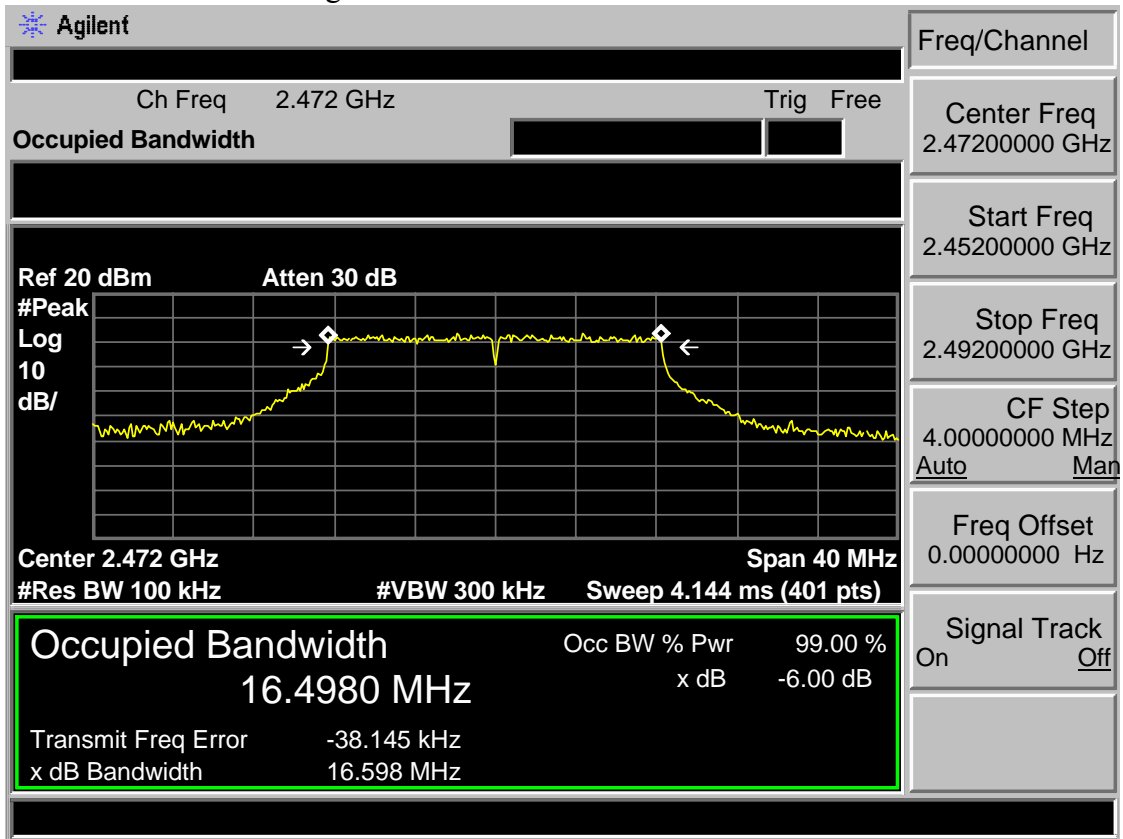 Agilent
Freq/Channel
Ch Freq 2.472 GHz Trig Free
Occupied Bandwidth
Center Freq
2.47200000 GHz
Start Freq
2.45200000 GHz
Stop Freq
2.49200000 GHz
CF Step
4.00000000 MHz
Auto Man
Freq Offset
0.00000000 Hz
Signal Track
On Off
Ref 20 dBm Atten 30 dB
#Peak
Log
10
dB/
Center 2.472 GHz Span 40 MHz
#Res BW 100 kHz #VBW 300 kHz Sweep 4.144 ms (401 pts)
Occupied Bandwidth Occ BW % Pwr 99.00 %
16.4980 MHz x dB -6.00 dB
Transmit Freq Error -38.145 kHz
x dB Bandwidth 16.598 MHz